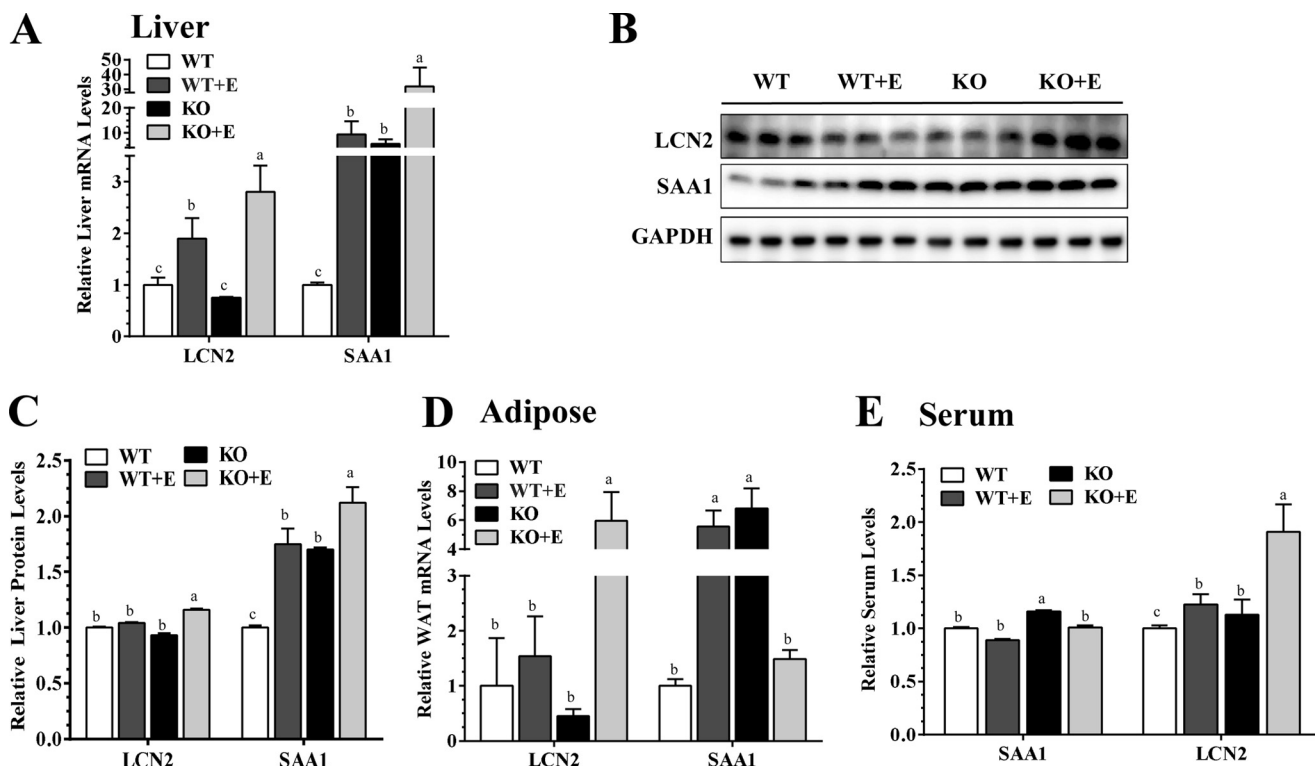 A
Liver
WT
WT+E
KO
KO+E
Relative Liver mRNA Levels
50
40
30
20
20
10
3
2
1
0
c
b
c
a
c
b
b
a
LCN2
SAA1
B
WT WT+E KO KO+E
LCN2
SAA1
GAPDH
C
WT KO
WT+E KO+E
Relative Liver Protein Levels
2.5
2.0
1.5
1.0
0.5
0.0
b
b
b
a
c
b
b
a
LCN2
SAA1
D Adipose
WT
WT+E
KO
KO+E
Relative WAT mRNA Levels
10
8
6
4
2
1
0
b
b
b
a
b
a
a
b
LCN2
SAA1
E Serum
WT KO
WT+E KO+E
Relative Serum Levels
2.5
2.0
1.5
1.0
0.5
0.0
b
b
a
b
c
b
b
a
SAA1
LCN2